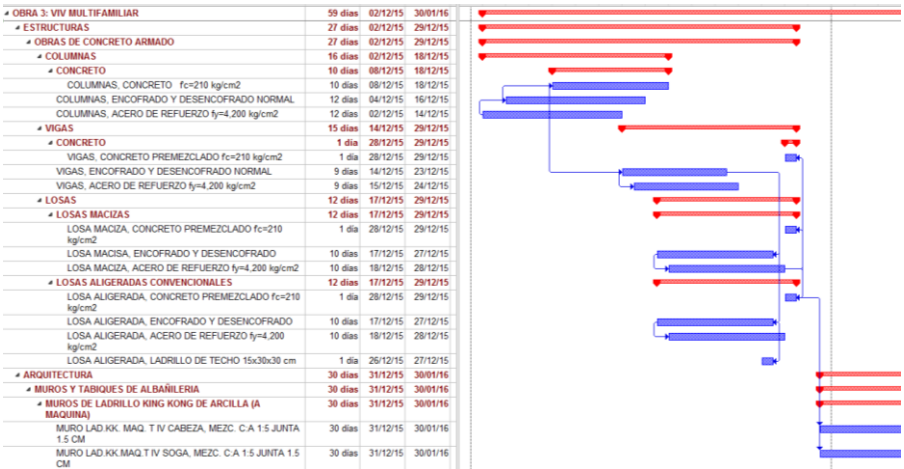 OBRA 3: VIV MULTIFAMILIAR 59 días 02/12/15 30/01/16
ESTRUCTURAS 27 días 02/12/15 29/12/15
OBRAS DE CONCRETO ARMADO 27 días 02/12/15 29/12/15
COLUMNAS 16 días 02/12/15 18/12/15
CONCRETO 10 días 08/12/15 18/12/15
COLUMNAS, CONCRETO f'c=210 kg/cm2 10 días 08/12/15 18/12/15
COLUMNAS, ENCOFRADO Y DESENCOFRADO NORMAL 12 días 04/12/15 16/12/15
COLUMNAS, ACERO DE REFUERZO fy=4,200 kg/cm2 12 días 02/12/15 14/12/15
VIGAS 15 días 14/12/15 29/12/15
CONCRETO 1 día 28/12/15 29/12/15
VIGAS, CONCRETO PREMEZCLADO f'c=210 kg/cm2 1 día 28/12/15 29/12/15
VIGAS, ENCOFRADO Y DESENCOFRADO NORMAL 9 días 14/12/15 23/12/15
VIGAS, ACERO DE REFUERZO fy=4,200 kg/cm2 9 días 15/12/15 24/12/15
LOSAS 12 días 17/12/15 29/12/15
LOSAS MACIZAS 12 días 17/12/15 29/12/15
LOSA MACIZA, CONCRETO PREMEZCLADO f'c=210 1 día 28/12/15 29/12/15
kg/cm2
LOSA MACISA, ENCOFRADO Y DESENCOFRADO 10 días 17/12/15 27/12/15
LOSA MACIZA, ACERO DE REFUERZO fy=4,200 kg/cm2 10 días 18/12/15 28/12/15
LOSAS ALIGERADAS CONVENCIONALES 12 días 17/12/15 29/12/15
LOSA ALIGERADA, CONCRETO PREMEZCLADO f'c=210 1 día 28/12/15 29/12/15
kg/cm2
LOSA ALIGERADA, ENCOFRADO Y DESENCOFRADO 10 días 17/12/15 27/12/15
LOSA ALIGERADA, ACERO DE REFUERZO fy=4,200 10 días 18/12/15 28/12/15
kg/cm2
LOSA ALIGERADA, LADRILLO DE TECHO 15x30x30 cm 1 día 26/12/15 27/12/15
ARQUITECTURA 30 días 31/12/15 30/01/16
MUROS Y TABIQUES DE ALBAÑILERIA 30 días 31/12/15 30/01/16
MUROS DE LADRILLO KING KONG DE ARCILLA (A 30 días 31/12/15 30/01/16
MAQUINA)
MURO LAD.KK. MAQ. T IV CABEZA, MEZC. C:A 1:5 JUNTA 30 días 31/12/15 30/01/16
1.5 CM
MURO LAD.KK.MAQ.T IV SOGA, MEZC. C:A 1:5 JUNTA 1.5 30 días 31/12/15 30/01/16
CM